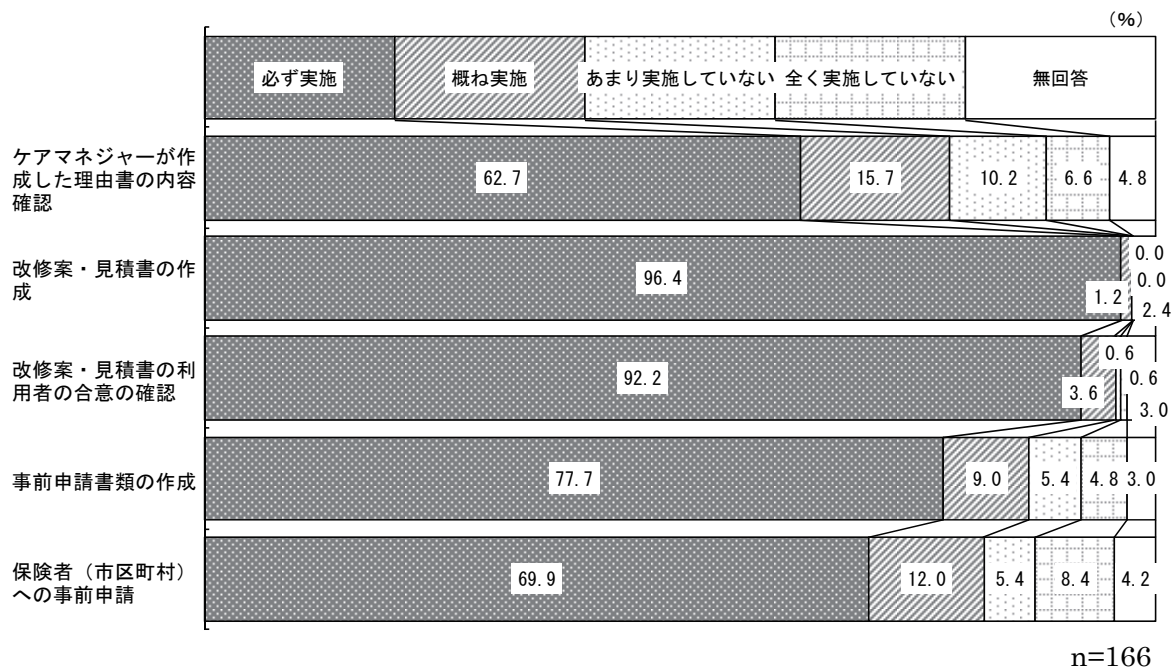 (%)
必ず実施 概ね実施 あまり実施していない 全く実施していない 無回答
ケアマネジャーが作
成した理由書の内容
確認
62.7 15.7 10.2 6.6 4.8
改修案・見積書の作
成
96.4 1.2 0.0 0.0 2.4
改修案・見積書の利
用者の合意の確認
92.2 3.6 0.6 0.6 3.0
事前申請書類の作成
77.7 9.0 5.4 4.8 3.0
保険者（市区町村）
への事前申請
69.9 12.0 5.4 8.4 4.2
n=166